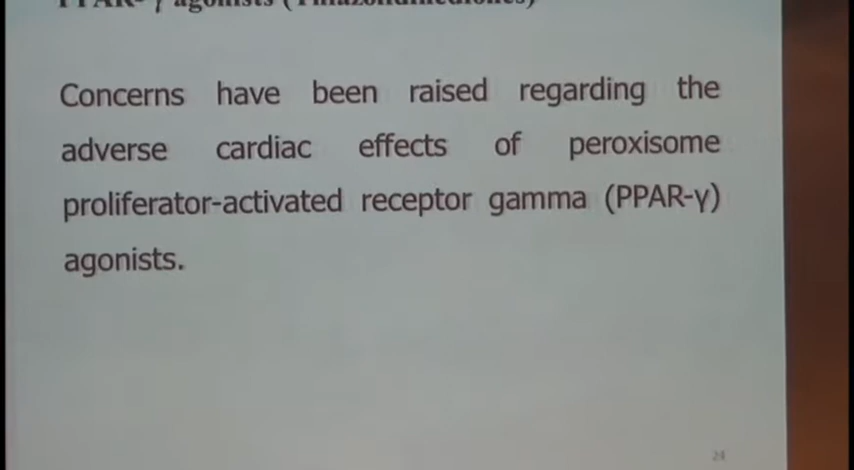 PPAR- γ agonists (Thiazolidinediones)
Concerns have been raised regarding the
adverse cardiac effects of peroxisome
proliferator-activated receptor gamma (PPAR-γ)
agonists.
24